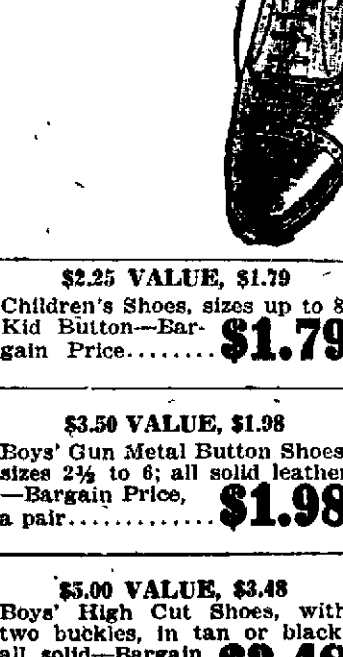 $2.25 VALUE, $1.79
Children's Shoes, sizes up to 8
Kid Button—Bar-
gain Price........ $1.79
$3.50 VALUE, $1.98
Boys' Gun Metal Button Shoes
sizes 2½ to 6; all solid leather
—Bargain Price,
a pair............. $1.98
$5.00 VALUE, $3.48
Boys' High Cut Shoes, with
two buckles, in tan or black
all solid—Bargain